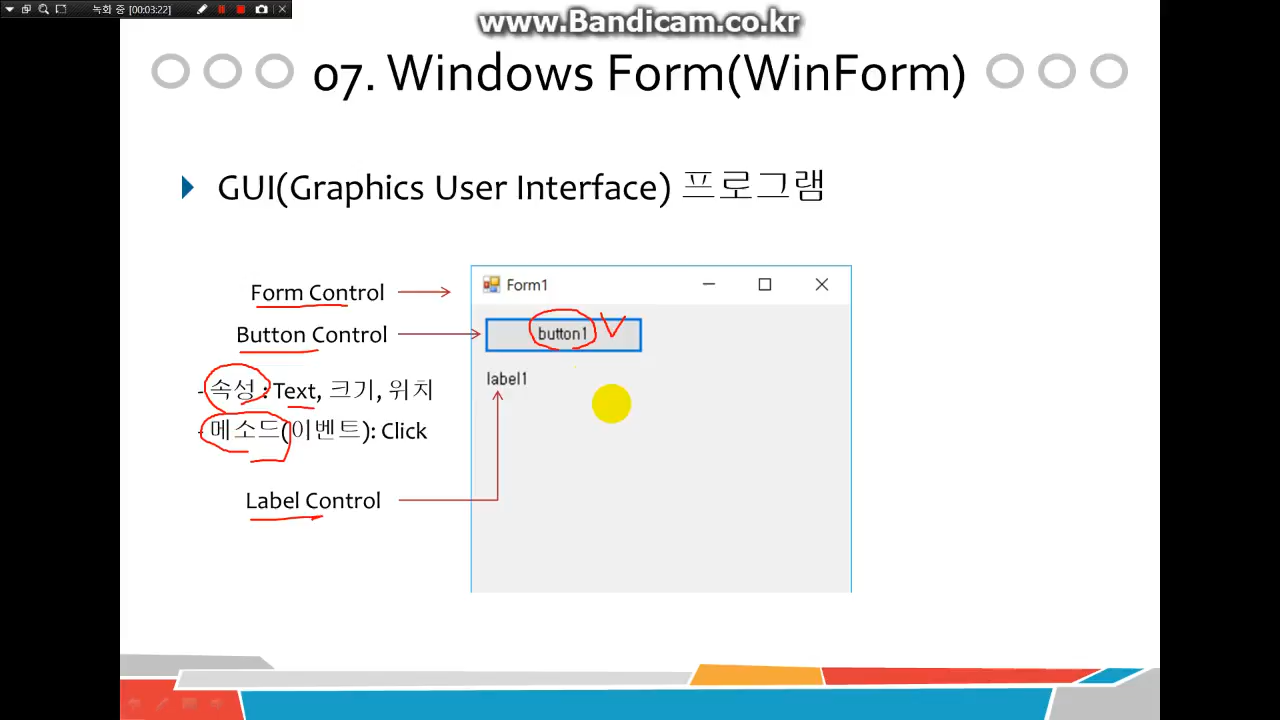 녹화 중 [00:03:22]
www.Bandicam.co.kr
07. Windows Form(WinForm)
GUI(Graphics User Interface) 프로그램
Form Control
Form1
Button Control
button1
- 속성 : Text, 크기, 위치
label1
- 메소드(이벤트): Click
Label Control